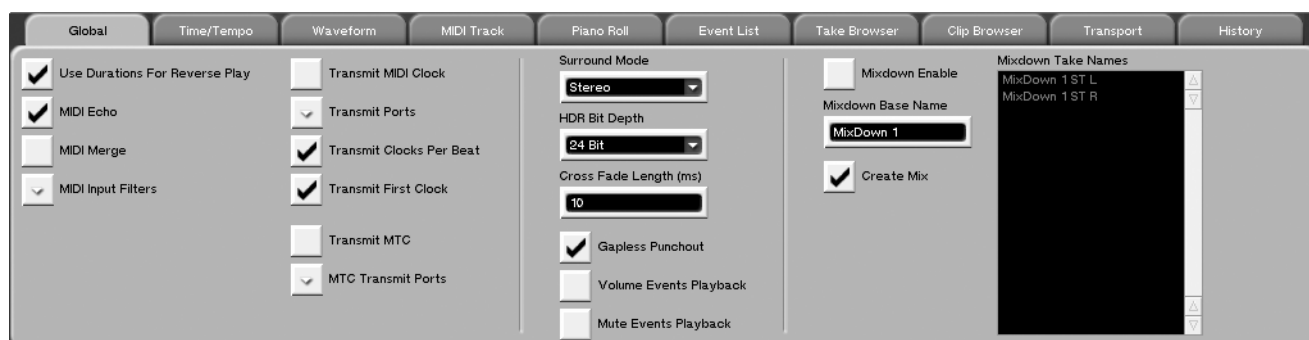 Global
Time/Tempo
Waveform
MIDI Track
Piano Roll
Event List
Take Browser
Clip Browser
Transport
History
Use Durations For Reverse Play
MIDI Echo
MIDI Merge
MIDI Input Filters
Transmit MIDI Clock
Transmit Ports
Transmit Clocks Per Beat
Transmit First Clock
Transmit MTC
MTC Transmit Ports
Surround Mode
Stereo
HDR Bit Depth
24 Bit
Cross Fade Length (ms)
10
Gapless Punchout
Volume Events Playback
Mute Events Playback
Mixdown Enable
Mixdown Base Name
MixDown 1
Create Mix
Mixdown Take Names
MixDown 1 ST L
MixDown 1 ST R